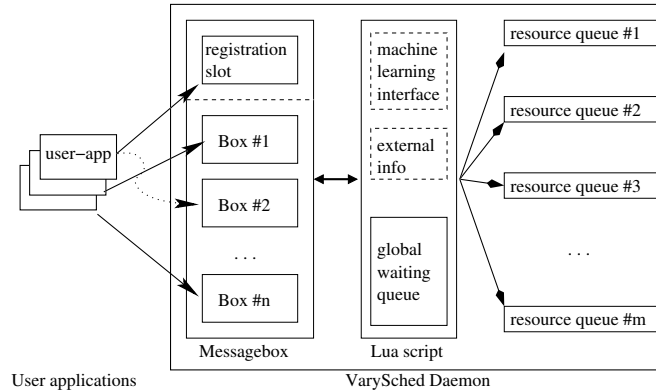 user-app
User applications
registration
slot
Box #1
Box #2
. . .
Box #n
Messagebox
machine
learning
interface
external
info
global
waiting
queue
Lua script
resource queue #1
resource queue #2
resource queue #3
. . .
resource queue #m
VarySched Daemon